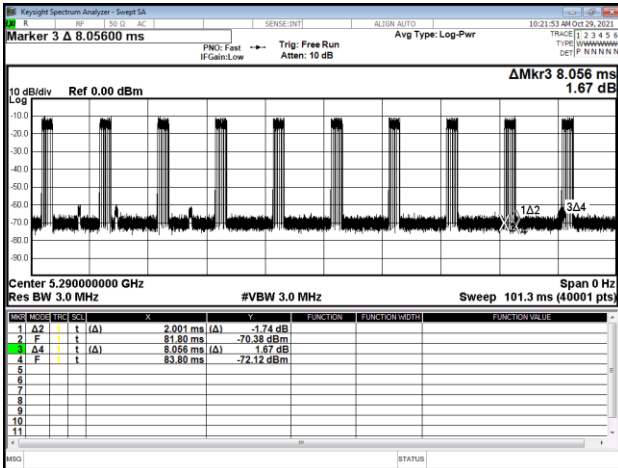 Keysight Spectrum Analyzer - Swept SA
R RF 50 Ω AC SENSE:INT ALIGN AUTO 10:21:53 AM Oct 29, 2021
Marker 3 Δ 8.05600 ms Avg Type: Log-Pwr TRACE 1 2 3 4 5 6
PNO: Fast Trig: Free Run TYPE WWWWWW
IFGain:Low Atten: 10 dB DET P N N N N N
ΔMkr3 8.056 ms
10 dB/div Ref 0.00 dBm 1.67 dB
Log
-10.0
-20.0
-30.0
-40.0
-50.0
-60.0
1Δ2 3Δ4
-70.0
-80.0
-90.0
Center 5.290000000 GHz Span 0 Hz
Res BW 3.0 MHz #VBW 3.0 MHz Sweep 101.3 ms (40001 pts)
MKR MODE TRC SCL X Y FUNCTION FUNCTION WIDTH FUNCTION VALUE
1 Δ2 1 t (Δ) 2.001 ms (Δ) -1.74 dB
2 F 1 t 81.80 ms -70.38 dBm
3 Δ4 1 t (Δ) 8.056 ms (Δ) 1.67 dB
4 F 1 t 83.80 ms -72.12 dBm
5
6
7
8
9
10
11
MSG STATUS